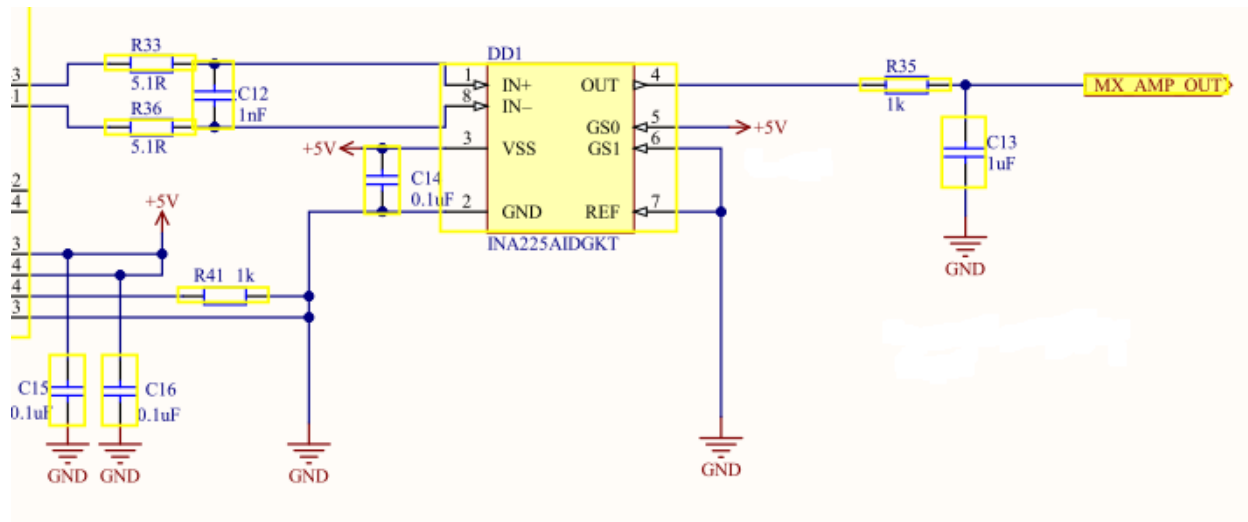 R33
5.1R
R36
5.1R
C12
1nF
3
1
2
4
3
4
4
3
+5V
R41 1k
C15
0.1uF
C16
0.1uF
GND
GND
GND
DD1
1
IN+
8
IN−
3
VSS
2
GND
OUT
4
GS0
5
GS1
6
REF
7
INA225AIDGKT
+5V
C14
0.1uF
+5V
GND
R35
1k
C13
1uF
GND
MX_AMP_OUT